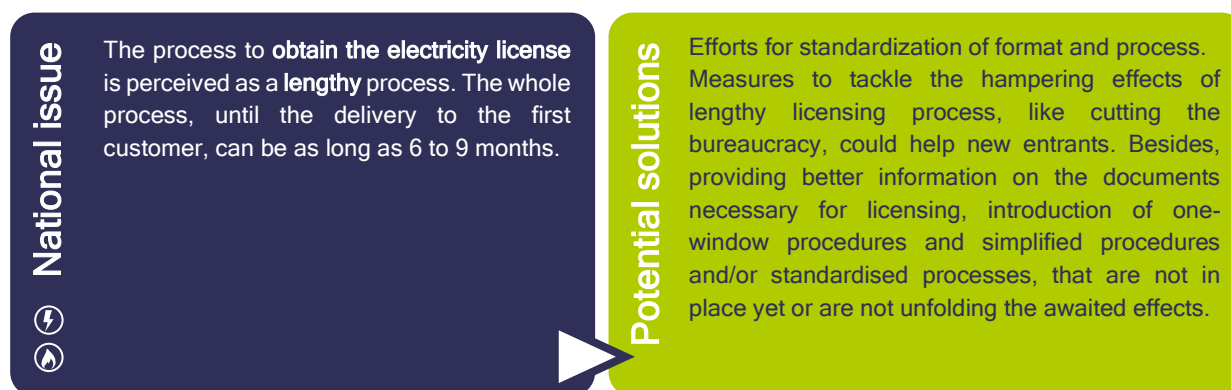 National issue
The process to obtain the electricity license
is perceived as a lengthy process. The whole
process, until the delivery to the first
customer, can be as long as 6 to 9 months.
Potential solutions
Efforts for standardization of format and process.
Measures to tackle the hampering effects of
lengthy licensing process, like cutting the
bureaucracy, could help new entrants. Besides,
providing better information on the documents
necessary for licensing, introduction of one-
window procedures and simplified procedures
and/or standardised processes, that are not in
place yet or are not unfolding the awaited effects.